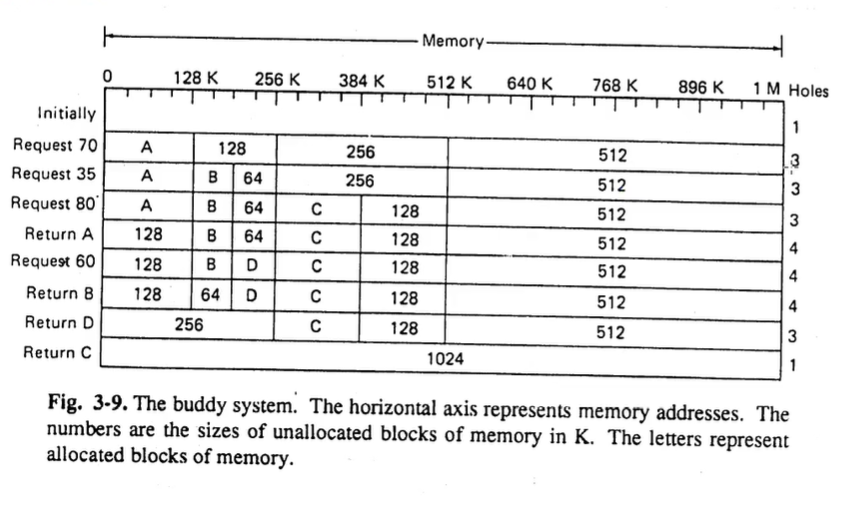 Memory
0 128 K 256 K 384 K 512 K 640 K 768 K 896 K 1 M Holes
Initially 1
Request 70 A 128 256 512 3
Request 35 A B 64 256 512 3
Request 80 A B 64 C 128 512 3
Return A 128 B 64 C 128 512 4
Request 60 128 B D C 128 512 4
Return B 128 64 D C 128 512 4
Return D 256 C 128 512 3
Return C 1024 1
Fig. 3-9. The buddy system. The horizontal axis represents memory addresses. The
numbers are the sizes of unallocated blocks of memory in K. The letters represent
allocated blocks of memory.